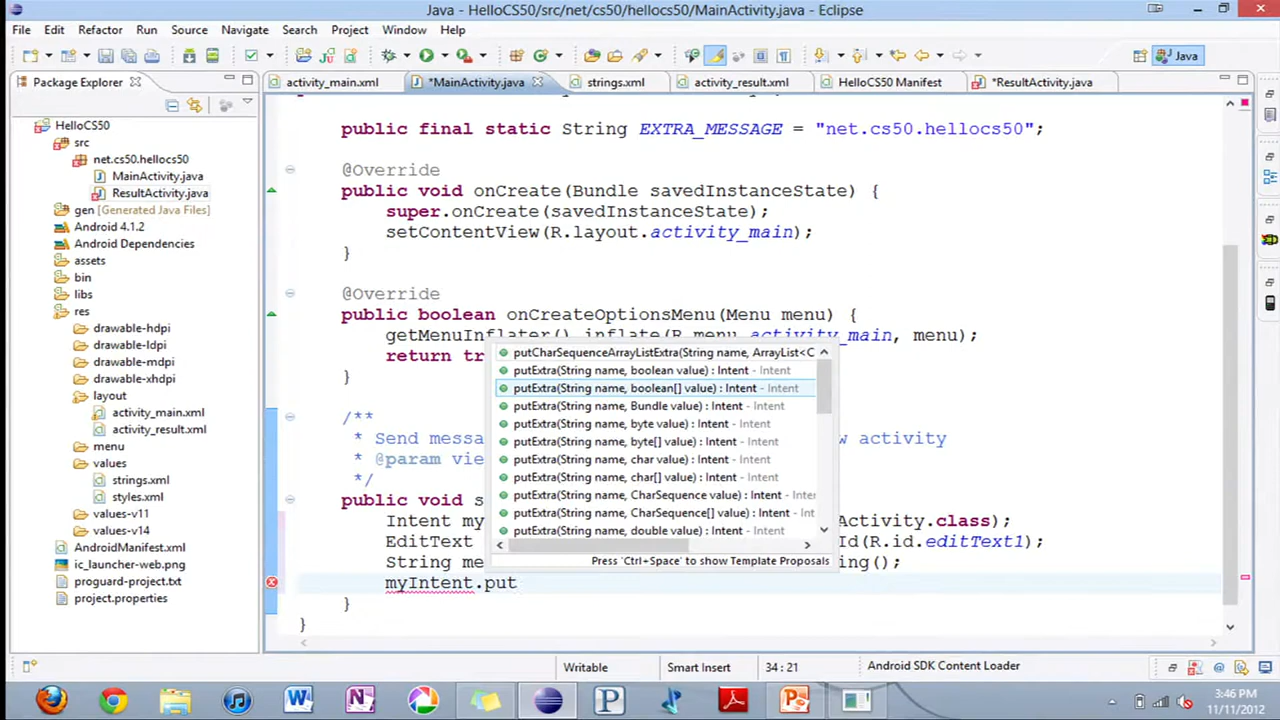 Java - HelloCS50/src/net/cs50/hellocs50/MainActivity.java - Eclipse
File Edit Refactor Run Source Navigate Search Project Window Help
Java
Package Explorer
activity_main.xml *MainActivity.java strings.xml activity_result.xml HelloCS50 Manifest *ResultActivity.java
HelloCS50
src
net.cs50.hellocs50
MainActivity.java
ResultActivity.java
gen [Generated Java Files]
Android 4.1.2
Android Dependencies
assets
bin
libs
res
drawable-hdpi
drawable-ldpi
drawable-mdpi
drawable-xhdpi
layout
activity_main.xml
activity_result.xml
menu
values
strings.xml
styles.xml
values-v11
values-v14
AndroidManifest.xml
ic_launcher-web.png
proguard-project.txt
project.properties
public final static String EXTRA_MESSAGE = "net.cs50.hellocs50";
@Override
public void onCreate(Bundle savedInstanceState) {
super.onCreate(savedInstanceState);
setContentView(R.layout.activity_main);
}
@Override
public boolean onCreateOptionsMenu(Menu menu) {
getMenuInflater().inflate(R.menu.activity_main, menu);
return tr
}
/**
* Send messa w activity
* @param vie
*/
public void s
Intent my Activity.class);
EditText Id(R.id.editText1);
String me ing();
myIntent.put
}
}
putCharSequenceArrayListExtra(String name, ArrayList<C
putExtra(String name, boolean value) : Intent - Intent
putExtra(String name, boolean[] value) : Intent - Intent
putExtra(String name, Bundle value) : Intent - Intent
putExtra(String name, byte value) : Intent - Intent
putExtra(String name, byte[] value) : Intent - Intent
putExtra(String name, char value) : Intent - Intent
putExtra(String name, char[] value) : Intent - Intent
putExtra(String name, CharSequence value) : Intent - Inter
putExtra(String name, CharSequence[] value) : Intent - Int
putExtra(String name, double value) : Intent - Intent
Press 'Ctrl+Space' to show Template Proposals
Writable Smart Insert 34 : 21 Android SDK Content Loader
3:46 PM
11/11/2012